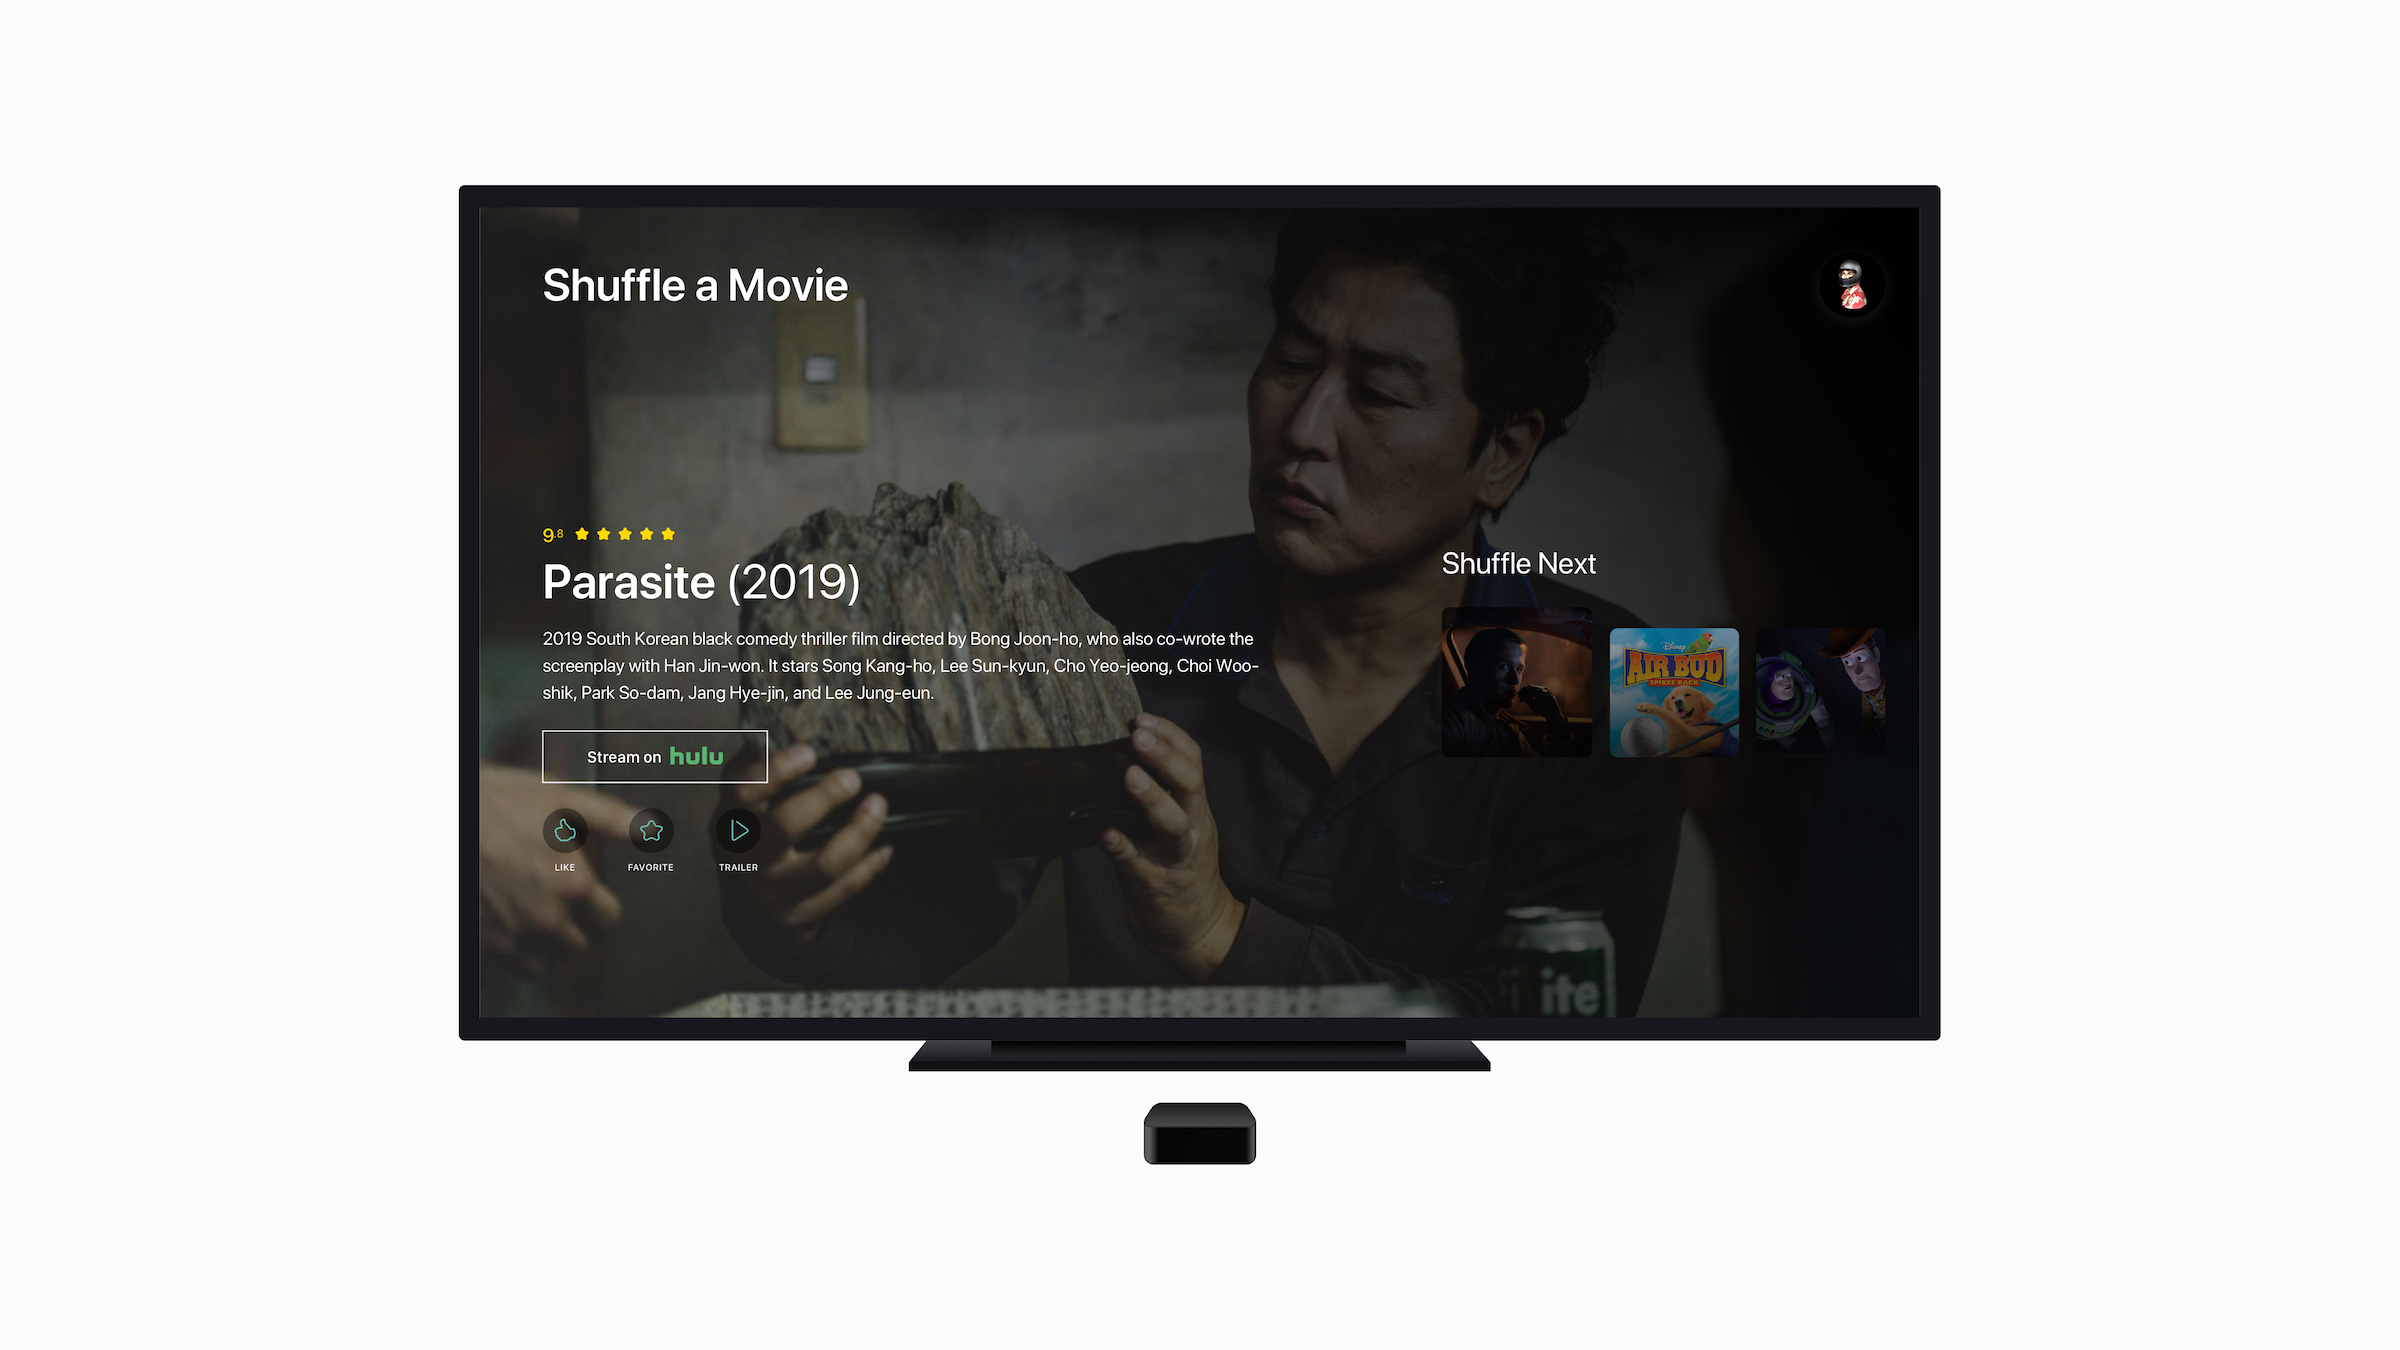 Shuffle a Movie
9.8
Parasite (2019)
2019 South Korean black comedy thriller film directed by Bong Joon-ho, who also co-wrote the
screenplay with Han Jin-won. It stars Song Kang-ho, Lee Sun-kyun, Cho Yeo-jeong, Choi Woo-
shik, Park So-dam, Jang Hye-jin, and Lee Jung-eun.
Stream on hulu
LIKE
FAVORITE
TRAILER
Shuffle Next
Disney
AIR BUD
SPIKES BACK
ite